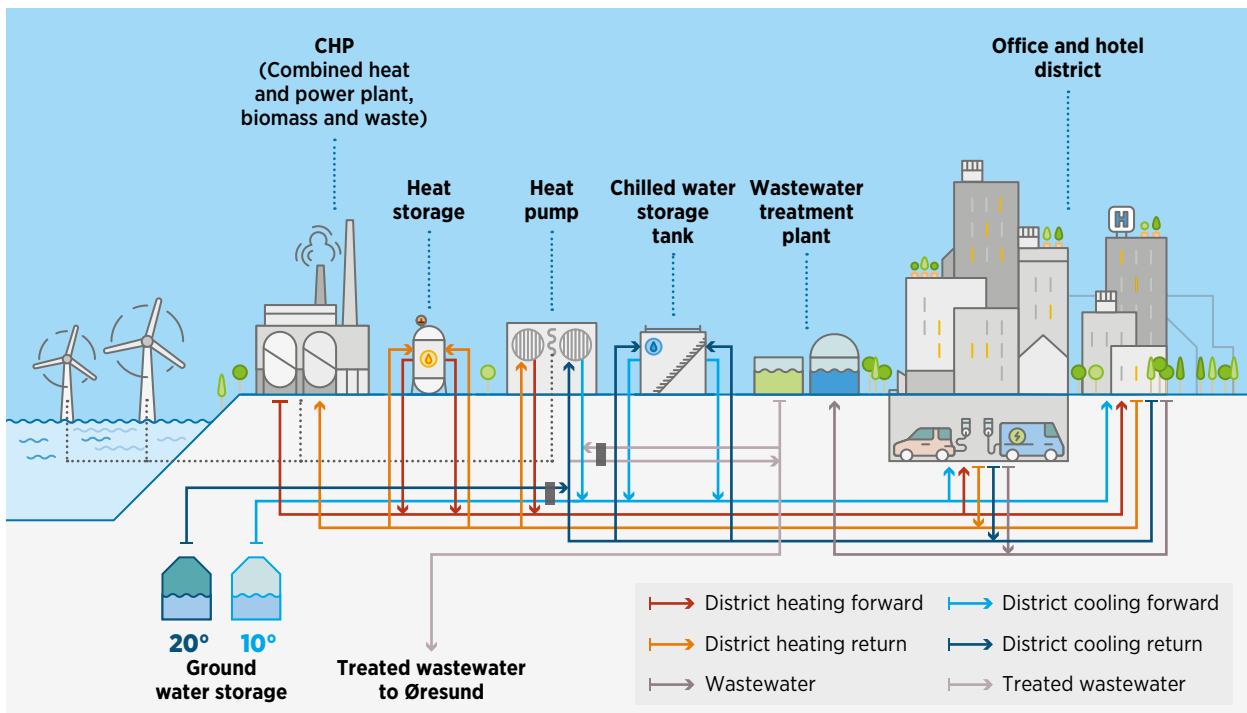 CHP
(Combined heat
and power plant,
biomass and waste)
Office and hotel
district
Heat
storage
Heat
pump
Chilled water
storage
tank
Wastewater
treatment
plant
H
20°
10°
Ground
water storage
Treated wastewater
to Øresund
District heating forward
District cooling forward
District heating return
District cooling return
Wastewater
Treated wastewater